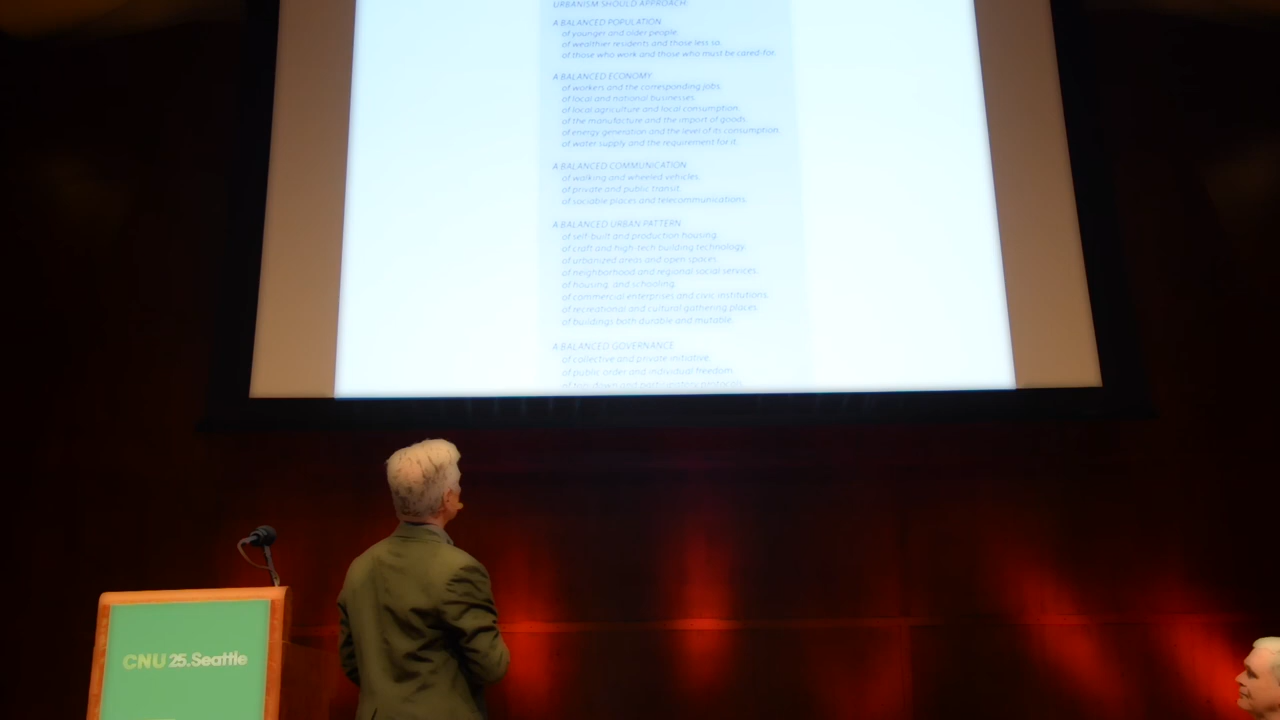 URBANISM SHOULD APPROACH:
A BALANCED POPULATION
of younger and older people.
of wealthier residents and those less so.
of those who work and those who must be cared-for.
A BALANCED ECONOMY
of workers and the corresponding jobs.
of local and national businesses.
of local agriculture and local consumption.
of the manufacture and the import of goods.
of energy generation and the level of its consumption.
of water supply and the requirement for it.
A BALANCED COMMUNICATION
of working and wheeled vehicles.
of private and public transit.
of sociable places and telecommunications.
A BALANCED URBAN PATTERN
of self-built and production housing.
of craft and high-tech building technology.
of urbanized areas and open spaces.
of neighborhood and regional social services.
of housing, and schooling.
of commercial enterprises and civic institutions.
of recreational and cultural gathering places.
of buildings both durable and mutable.
A BALANCED GOVERNANCE
of collective and private initiative.
of public order and individual freedom.
of top-down and participatory protocols.
CNU 25.Seattle